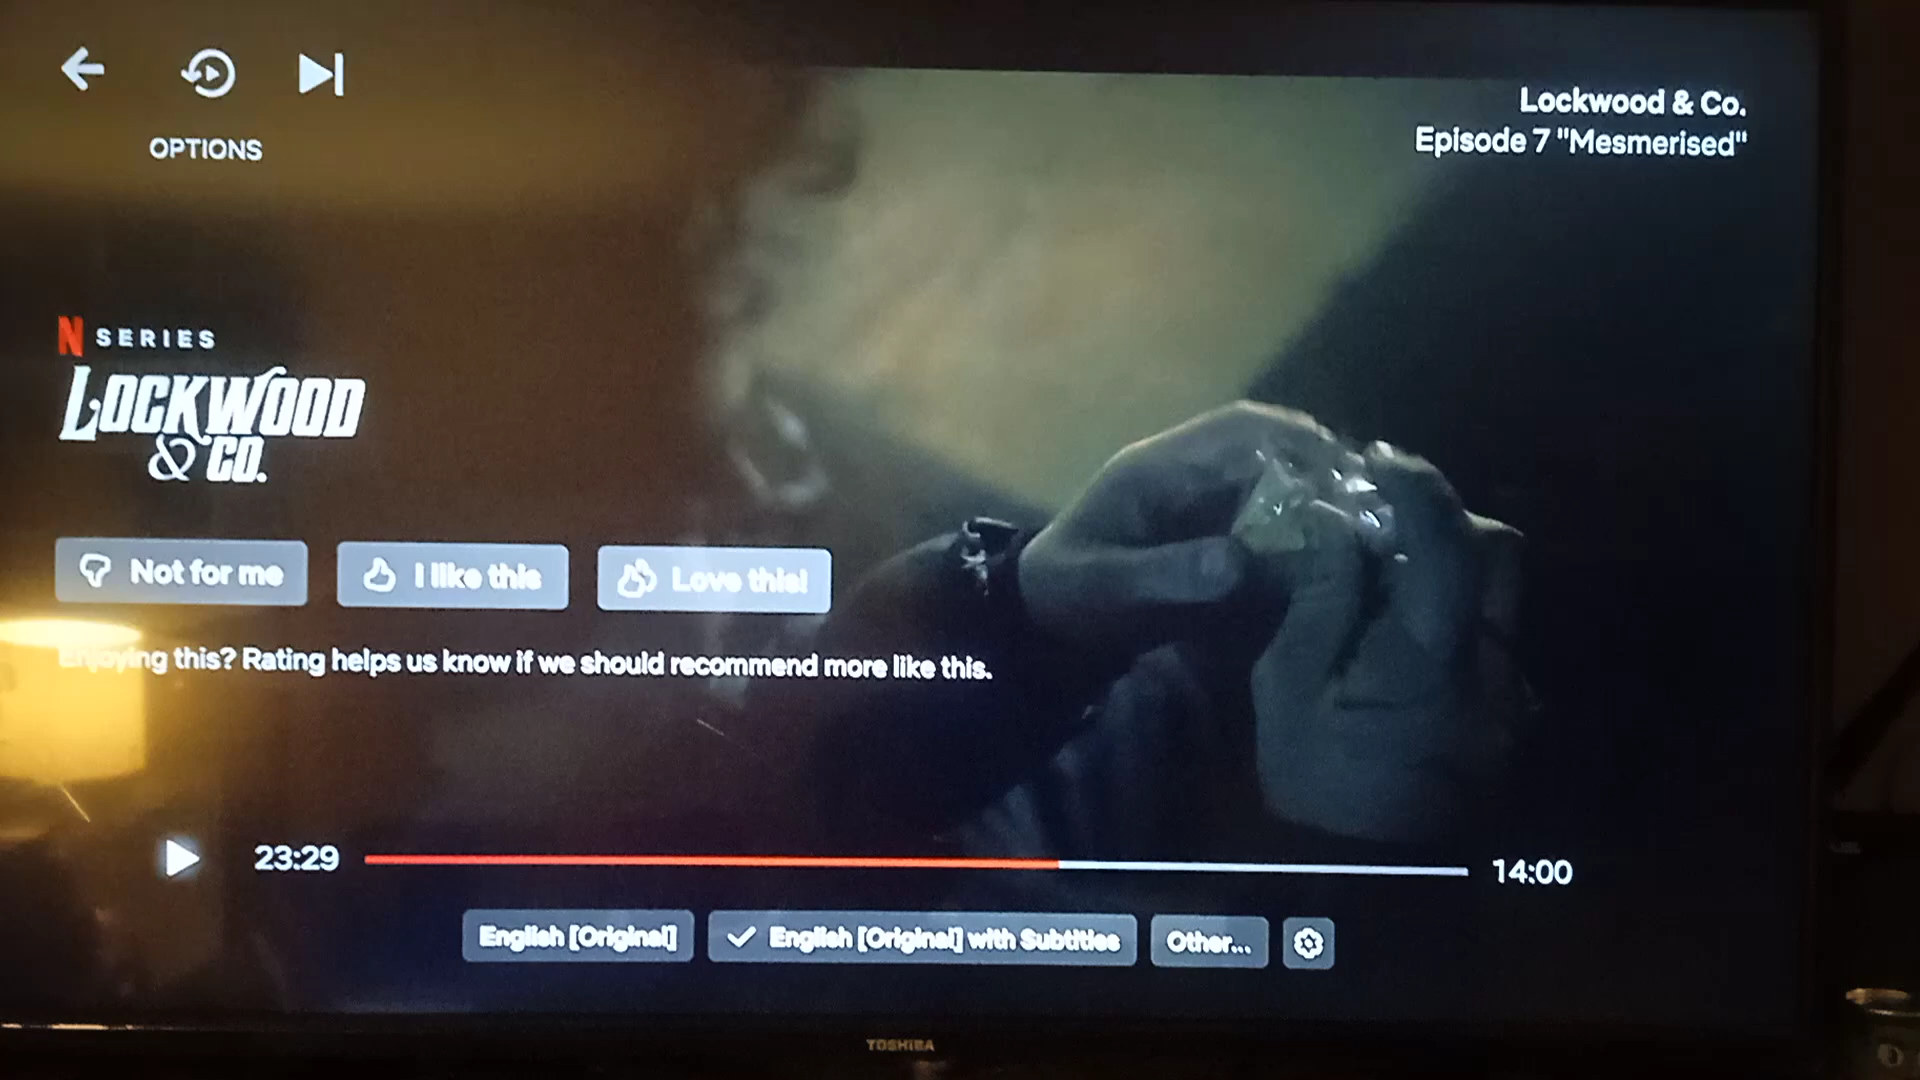 OPTIONS
Lockwood & Co.
Episode 7 "Mesmerised"
N SERIES
LOCKWOOD
& CO.
Not for me
I like this
Love this!
Enjoying this? Rating helps us know if we should recommend more like this.
23:29
14:00
English [Original]
English [Original] with Subtitles
Other...
TOSHIBA